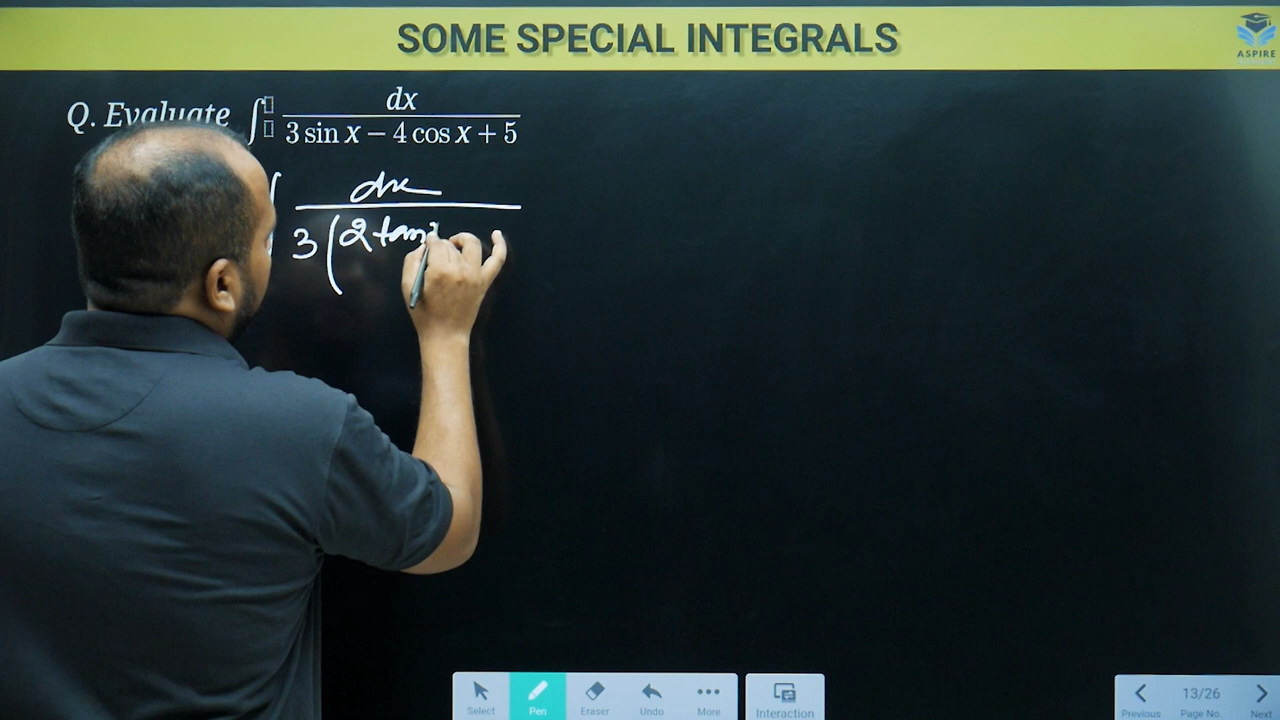 SOME SPECIAL INTEGRALS
ASPIRE
Q. Evaluate ∫ dx / (3 sin x − 4 cos x + 5)
∫ dx
3 ( 2 tan
Select
Pen
Eraser
Undo
More
Interaction
Previous
13/26
Page No.
Next